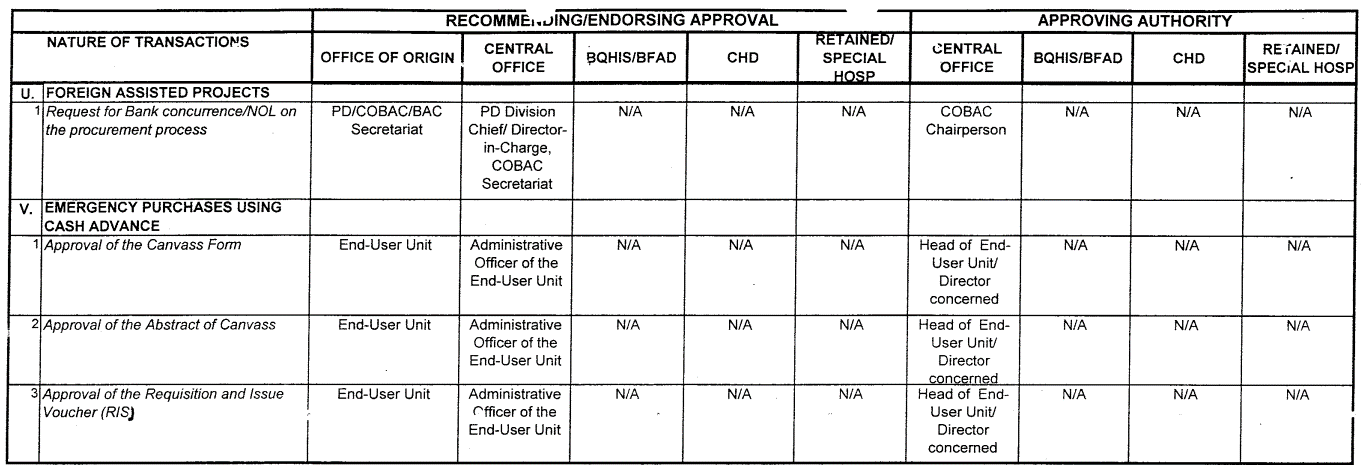 RECOMMENDING/ENDORSING APPROVAL
APPROVING AUTHORITY
NATURE OF TRANSACTIONS
OFFICE OF ORIGIN
CENTRAL
OFFICE
BQHIS/BFAD
CHD
RETAINED/
SPECIAL
HOSP
CENTRAL
OFFICE
BQHIS/BFAD
CHD
RETAINED/
SPECIAL HOSP
U. FOREIGN ASSISTED PROJECTS
1 Request for Bank concurrence/NOL on
the procurement process
PD/COBAC/BAC
Secretariat
PD Division
Chief/ Director-
in-Charge,
COBAC
Secretariat
N/A
N/A
N/A
COBAC
Chairperson
N/A
N/A
N/A
V. EMERGENCY PURCHASES USING
CASH ADVANCE
1 Approval of the Canvass Form
End-User Unit
Administrative
Officer of the
End-User Unit
N/A
N/A
N/A
Head of End-
User Unit/
Director
concerned
N/A
N/A
N/A
2 Approval of the Abstract of Canvass
End-User Unit
Administrative
Officer of the
End-User Unit
N/A
N/A
N/A
Head of End-
User Unit/
Director
concerned
N/A
N/A
N/A
3 Approval of the Requisition and Issue
Voucher (RIS)
End-User Unit
Administrative
Officer of the
End-User Unit
N/A
N/A
N/A
Head of End-
User Unit/
Director
concerned
N/A
N/A
N/A